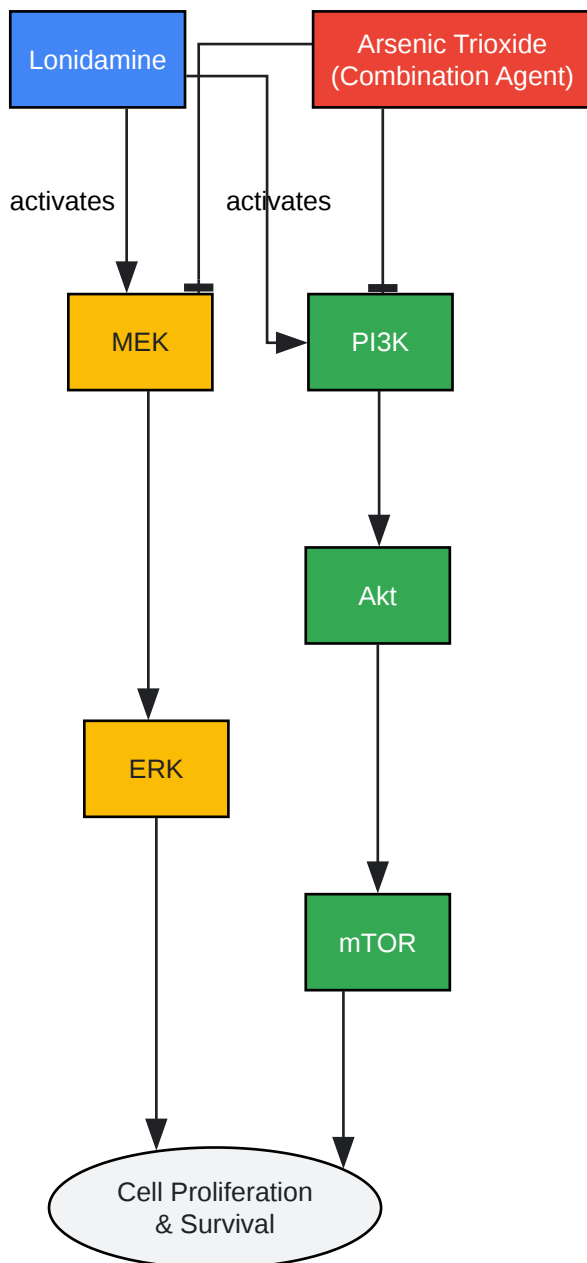 Lonidamine
Arsenic Trioxide
(Combination Agent)
activates
activates
MEK
PI3K
Akt
ERK
mTOR
Cell Proliferation
& Survival